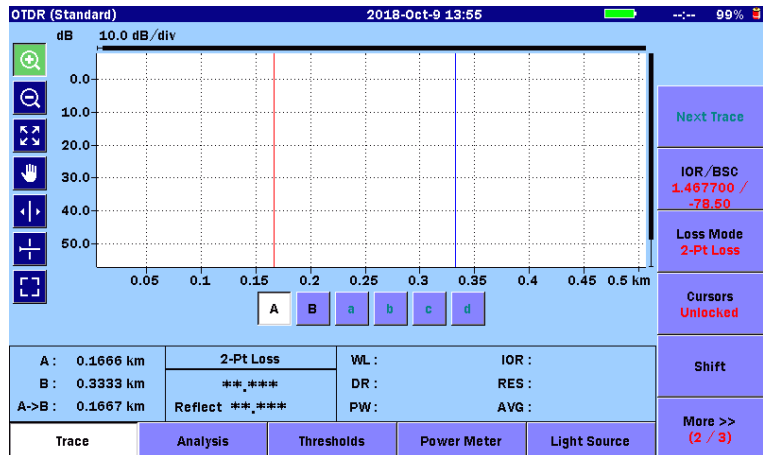 OTDR (Standard) 2018-Oct-9 13:55 --:-- 99%
dB 10.0 dB/div
0.0
10.0
20.0
30.0
40.0
50.0
0.05 0.1 0.15 0.2 0.25 0.3 0.35 0.4 0.45 0.5 km
A B a b c d
Next Trace
IOR/BSC
1.467700 /
-78.50
Loss Mode
2-Pt Loss
Cursors
Unlocked
Shift
More >>
(2 / 3)
A : 0.1666 km
B : 0.3333 km
A->B : 0.1667 km
2-Pt Loss
**.***
Reflect **.***
WL : IOR :
DR : RES :
PW : AVG :
Trace Analysis Thresholds Power Meter Light Source